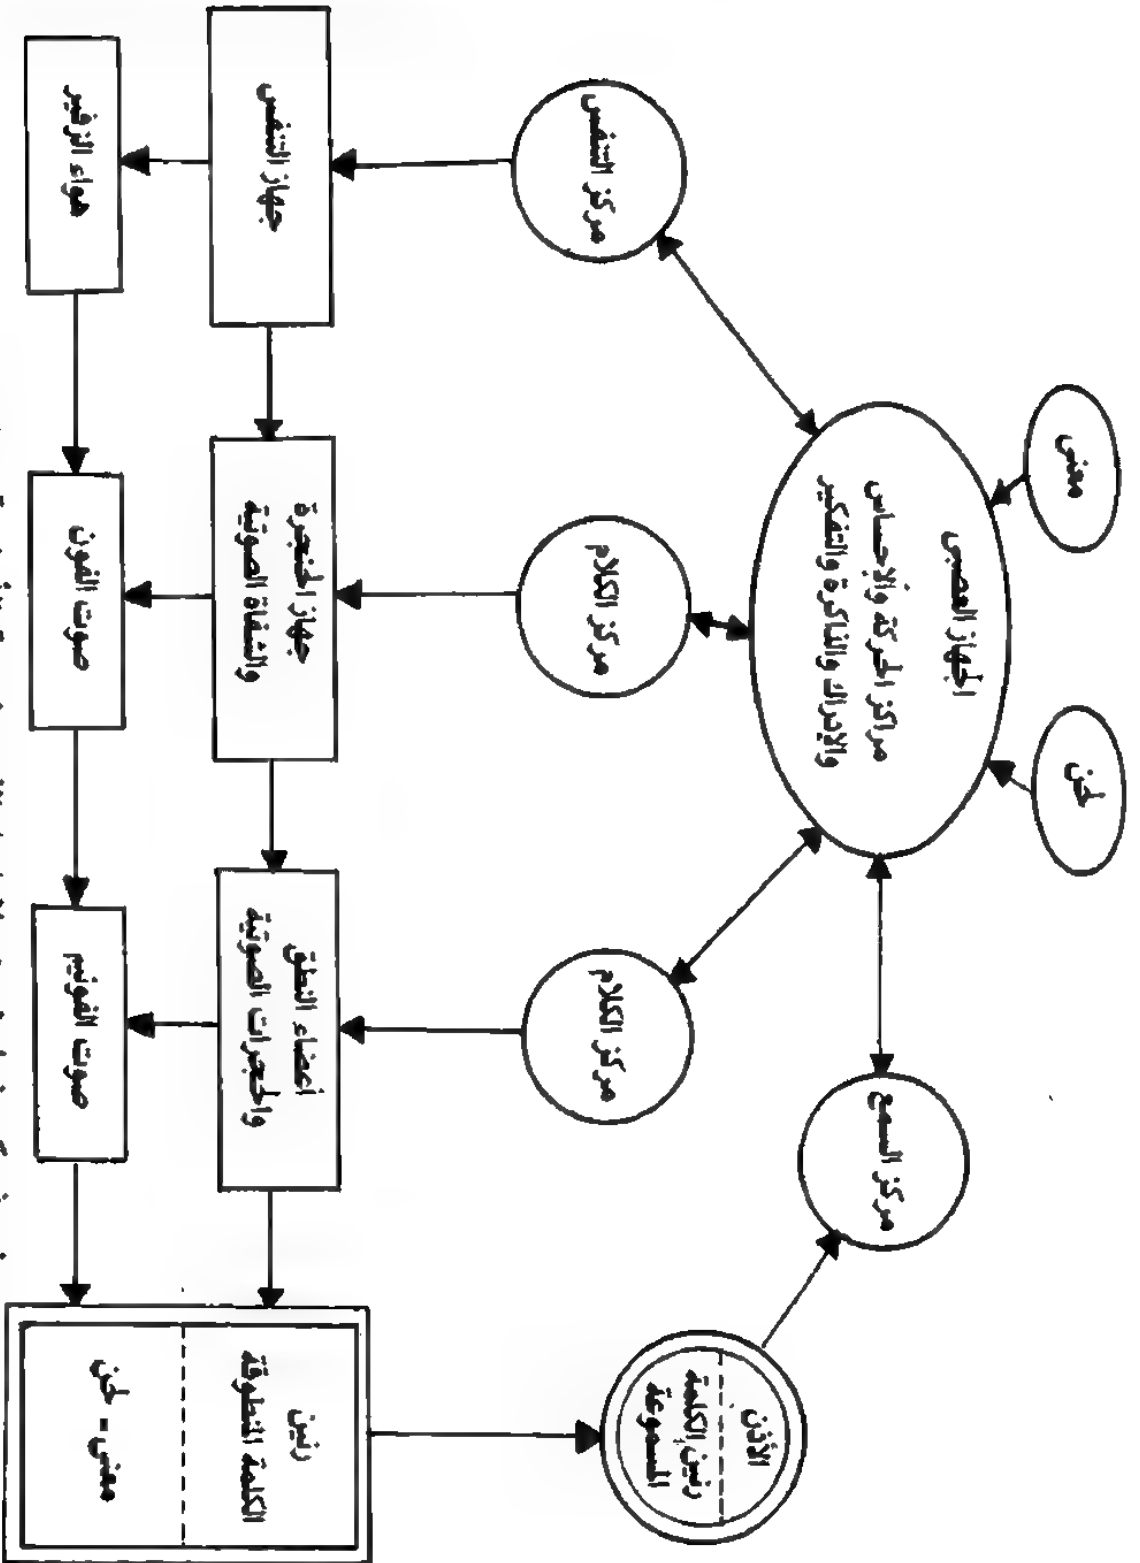 معنى
لحن
الجهاز العصبي
مراكز الحركة والإحساس
والإدراك والذاكرة والتفكير
مركز السمع
مركز التنفس
مركز الكلام
مركز الكلام
الأذن
رنين الكلمة
المسموعة
جهاز التنفس
جهاز الحنجرة
والشفاة الصوتية
أعضاء النطق
والحجرات الصوتية
رنين
الكلمة المنطوقة
معنى - لحن
هواء الزفير
صوت الفون
صوت الفونيم